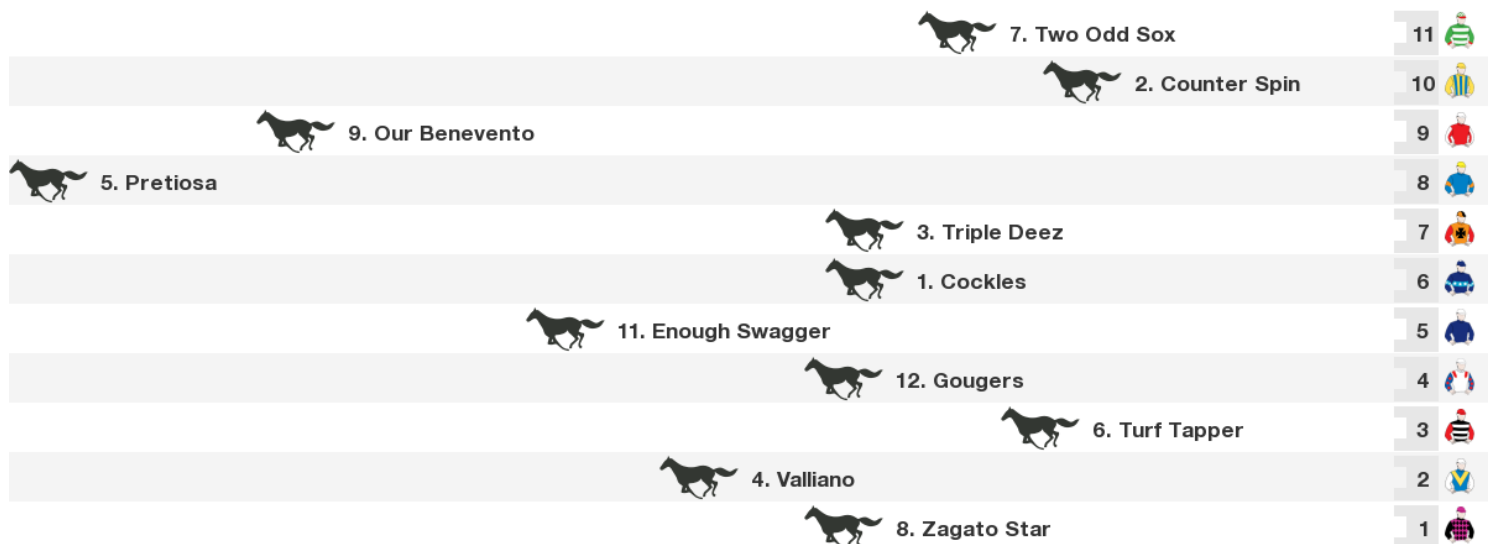 7. Two Odd Sox 11
2. Counter Spin 10
9. Our Benevento 9
5. Pretiosa 8
3. Triple Deez 7
1. Cockles 6
11. Enough Swagger 5
12. Gougers 4
6. Turf Tapper 3
4. Valliano 2
8. Zagato Star 1